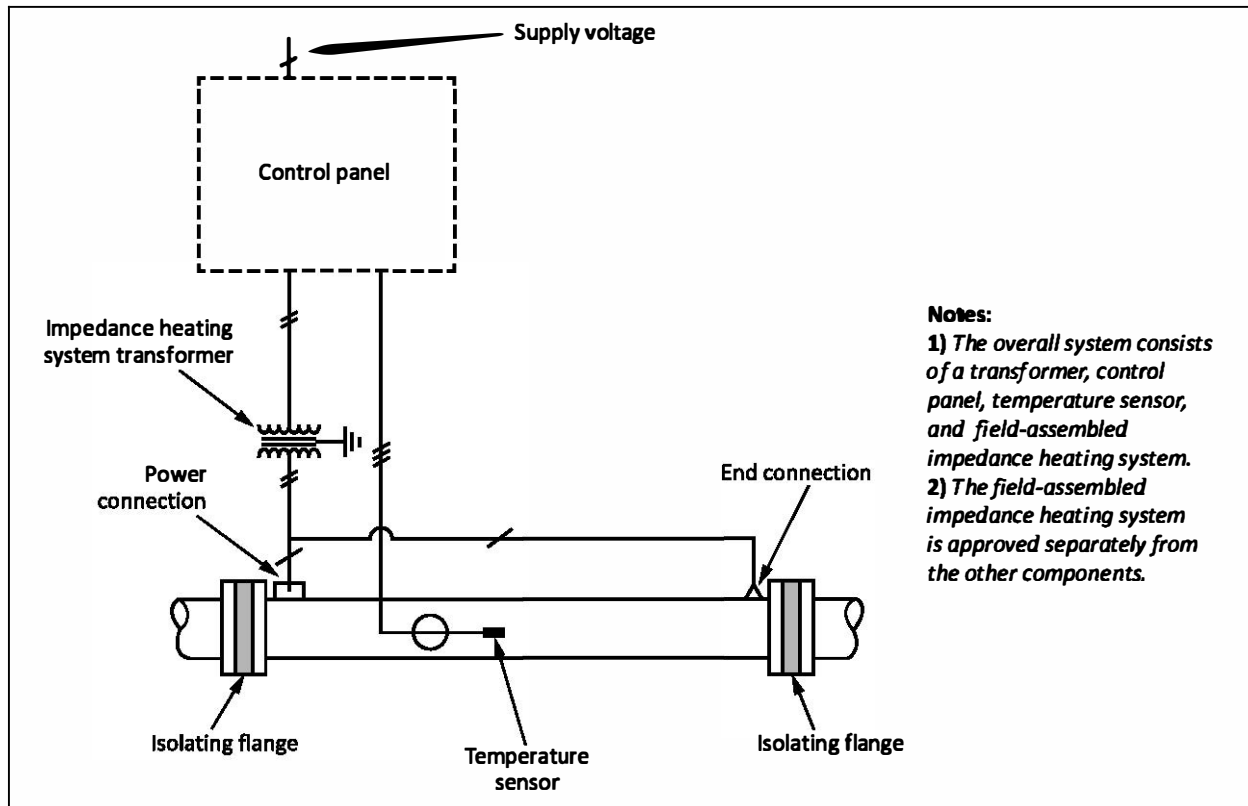 Supply voltage
Control panel
Impedance heating
system transformer
Power
connection
End connection
Notes:
1) The overall system consists
of a transformer, control
panel, temperature sensor,
and field-assembled
impedance heating system.
2) The field-assembled
impedance heating system
is approved separately from
the other components.
Isolating flange
Temperature
sensor
Isolating flange